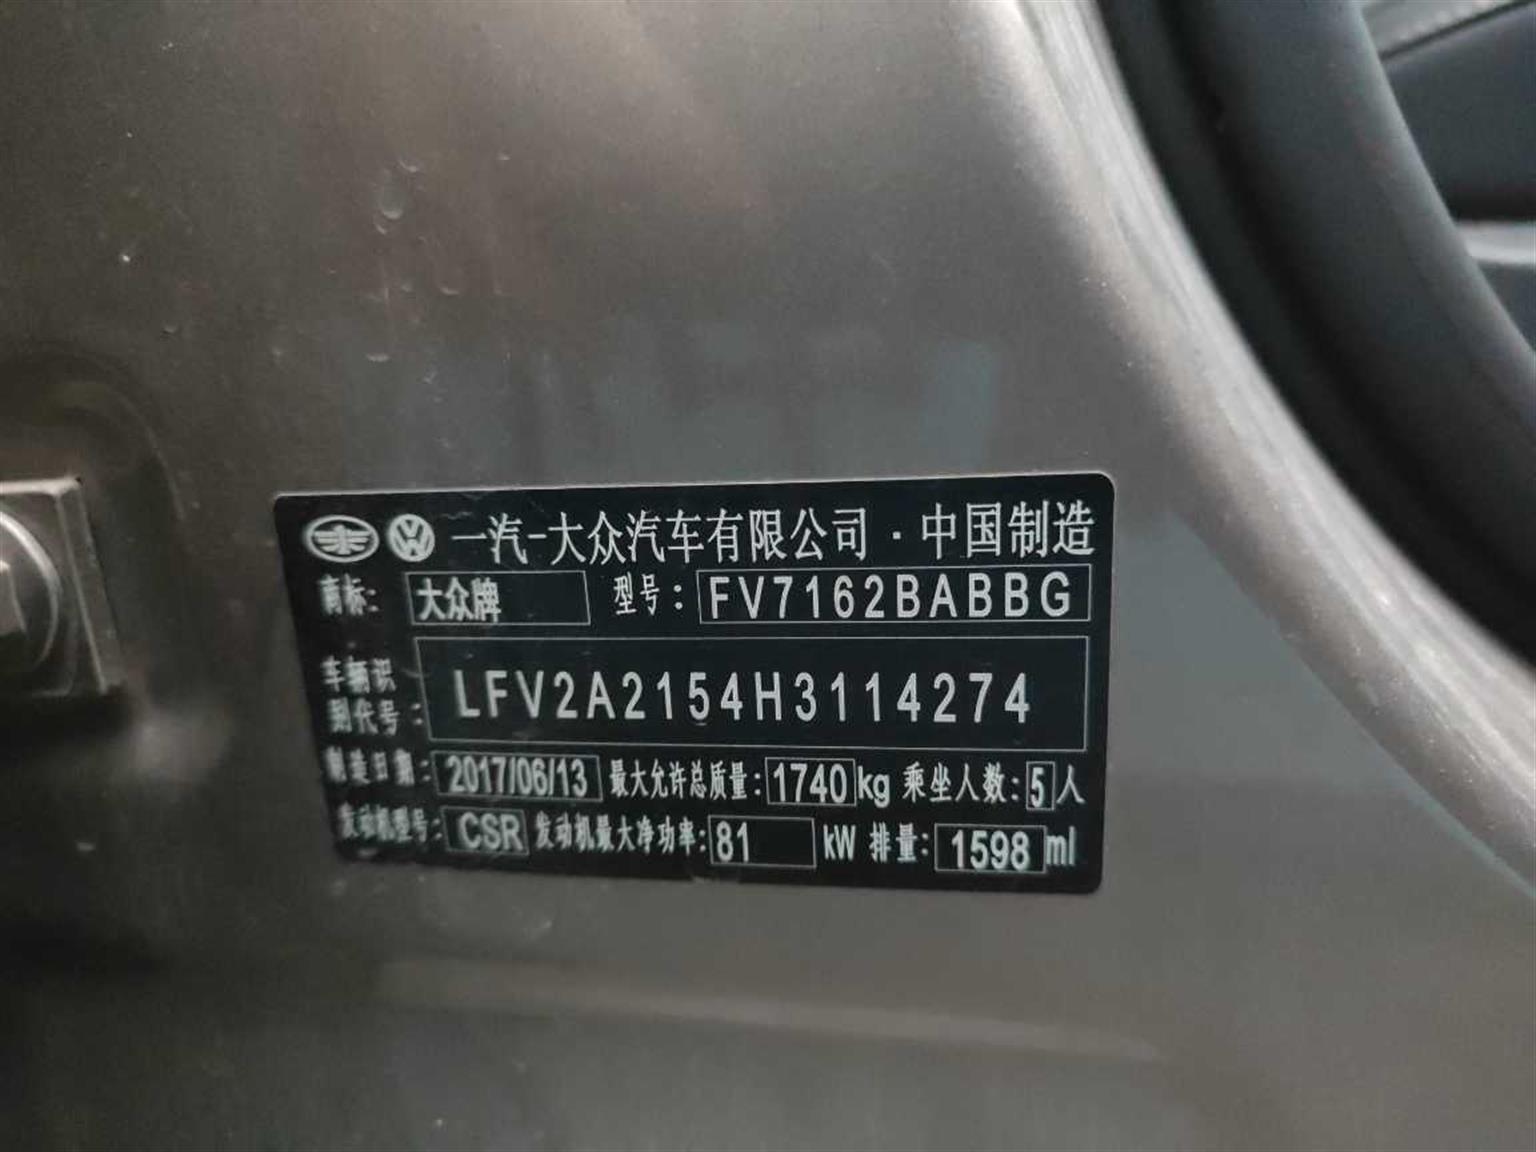 一汽-大众汽车有限公司·中国制造
商标: 大众牌 型号: FV7162BABBG
车辆识别代号: LFV2A2154H3114274
制造日期: 2017/06/13 最大允许总质量: 1740 kg 乘坐人数: 5 人
发动机型号: CSR 发动机最大净功率: 81 kW 排量: 1598 ml